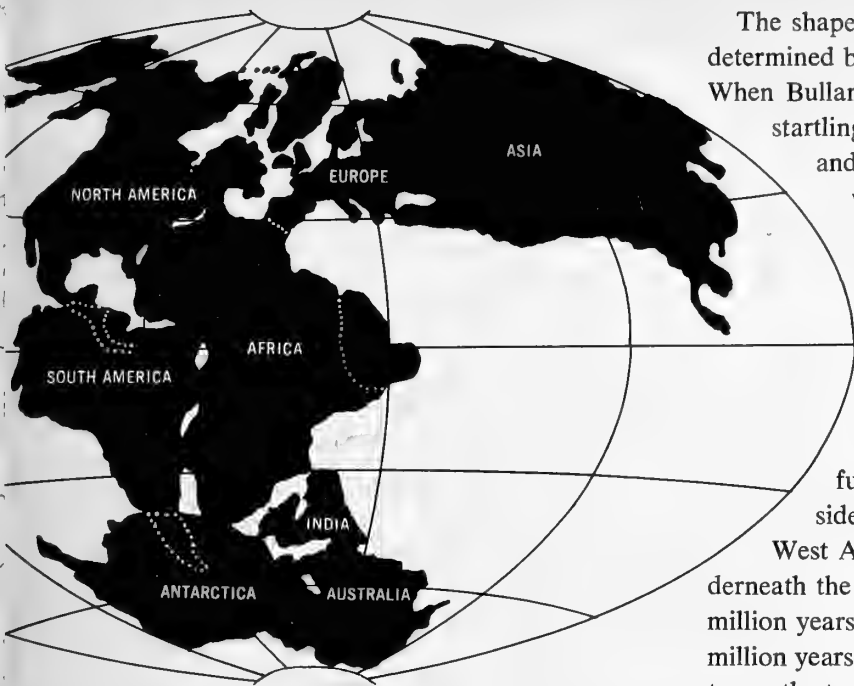 ASIA
EUROPE
NORTH AMERICA
AFRICA
SOUTH AMERICA
INDIA
ANTARCTICA
AUSTRALIA
The shape
determined b
When Bullar
startling
and
fu
side
West A
derneath the
million years
million years